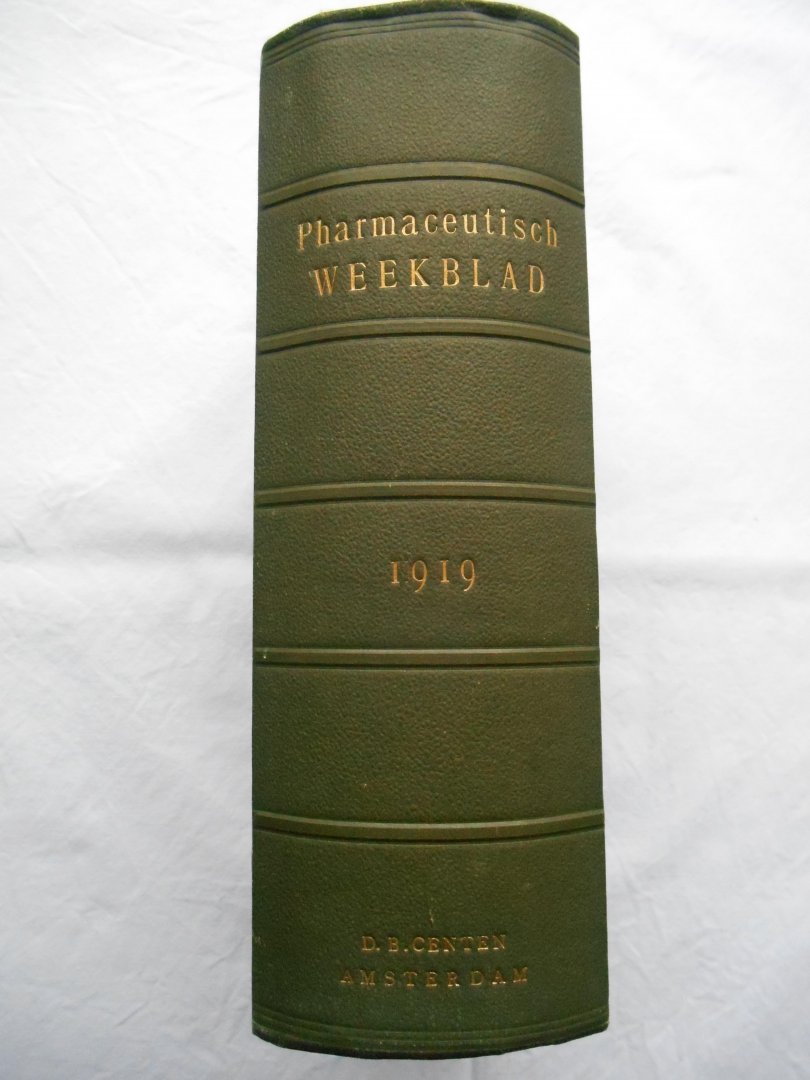 Pharmaceutisch
WEEKBLAD
1919
D. B. CENTEN
AMSTERDAM